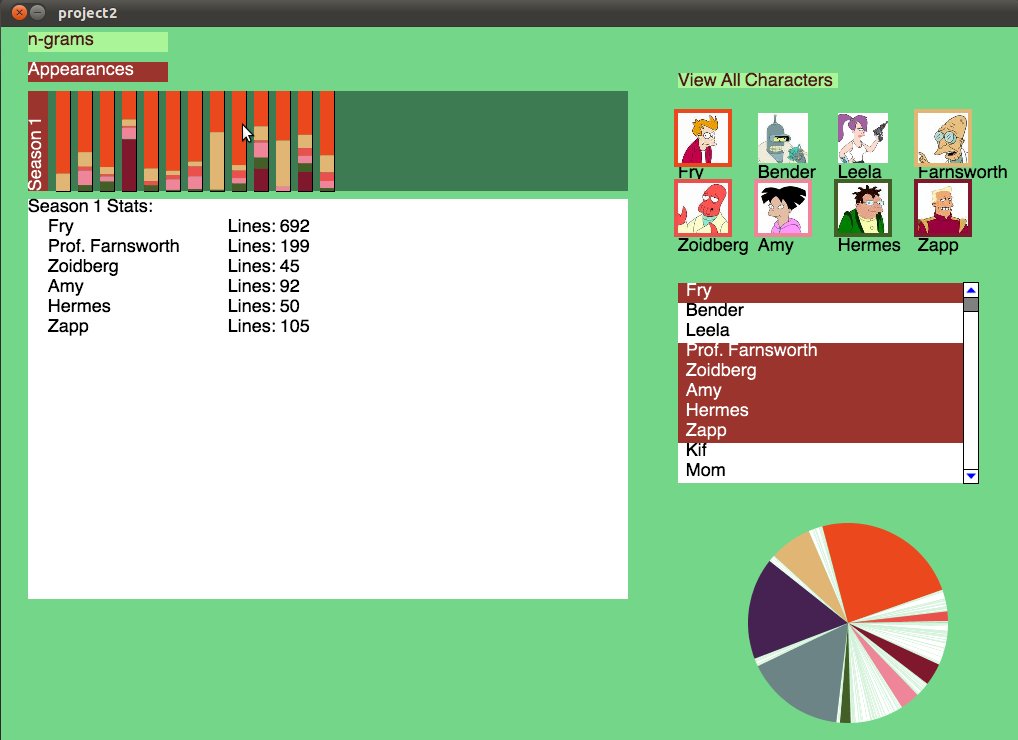 project2
n-grams
Appearances
Season 1
Season 1 Stats:
Fry Lines: 692
Prof. Farnsworth Lines: 199
Zoidberg Lines: 45
Amy Lines: 92
Hermes Lines: 50
Zapp Lines: 105
View All Characters
Fry Bender Leela Farnsworth
Zoidberg Amy Hermes Zapp
Fry
Bender
Leela
Prof. Farnsworth
Zoidberg
Amy
Hermes
Zapp
Kif
Mom